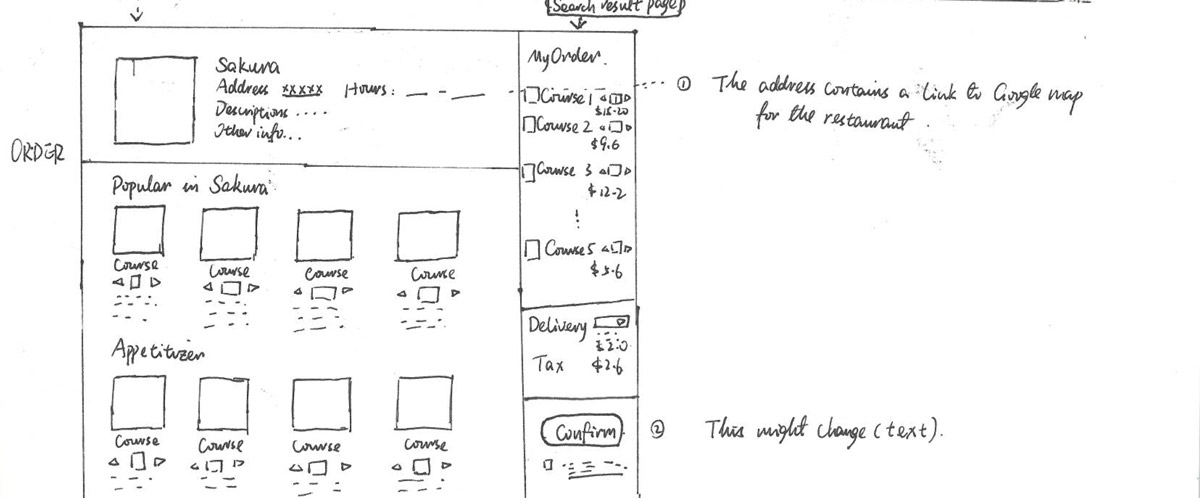 Search result page
ORDER
Sakura
Address xxxxx Hours:
Descriptions ....
Other info...
Popular in Sakura
Course
Course
Course
Course
Appetitizer
Course
Course
Course
Course
My Order.
Course 1
$18.20
Course 2
$9.6
Course 3
$12.2
Course 5
$5.6
Delivery
$2.0
Tax $2.6
Confirm
① The address contains a link to Google map
for the restaurant.
② This might change (text).